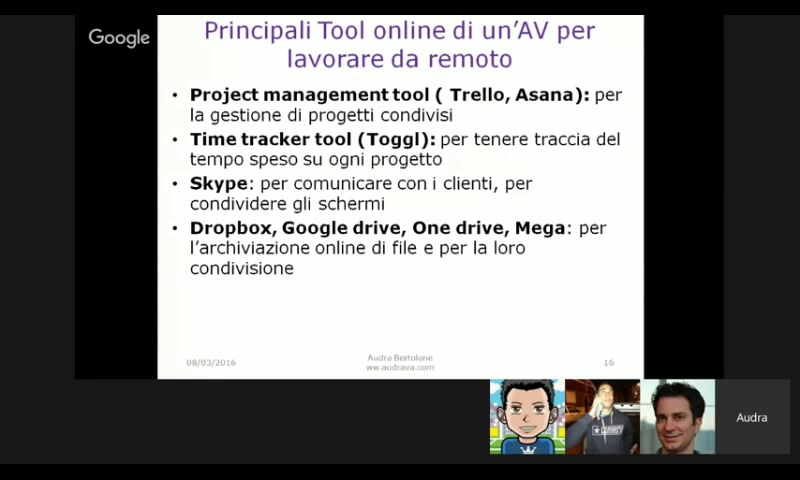 Google
Principali Tool online di un'AV per
lavorare da remoto
• Project management tool ( Trello, Asana): per
la gestione di progetti condivisi
• Time tracker tool (Toggl): per tenere traccia del
tempo speso su ogni progetto
• Skype: per comunicare con i clienti, per
condividere gli schermi
• Dropbox, Google drive, One drive, Mega: per
l'archiviazione online di file e per la loro
condivisione
08/03/2016
Audra Bertolone
ww.audrava.com
16
Audra